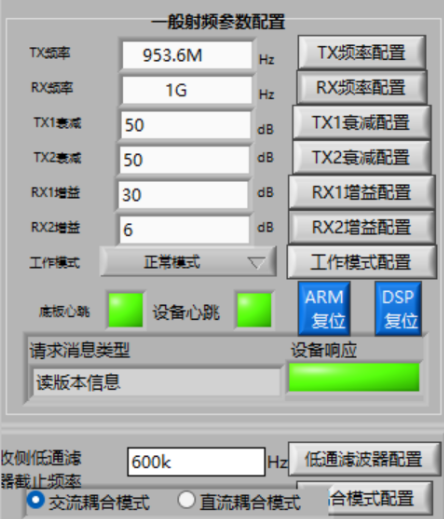 一般射频参数配置
TX频率 953.6M Hz TX频率配置
RX频率 1G Hz RX频率配置
TX1衰减 50 dB TX1衰减配置
TX2衰减 50 dB TX2衰减配置
RX1增益 30 dB RX1增益配置
RX2增益 6 dB RX2增益配置
工作模式 正常模式 工作模式配置
底板心跳 设备心跳 ARM 复位 DSP 复位
请求消息类型 设备响应
读版本信息
收侧低通滤 600k Hz 低通滤波器配置
器截止频率
交流耦合模式 直流耦合模式 合模式配置